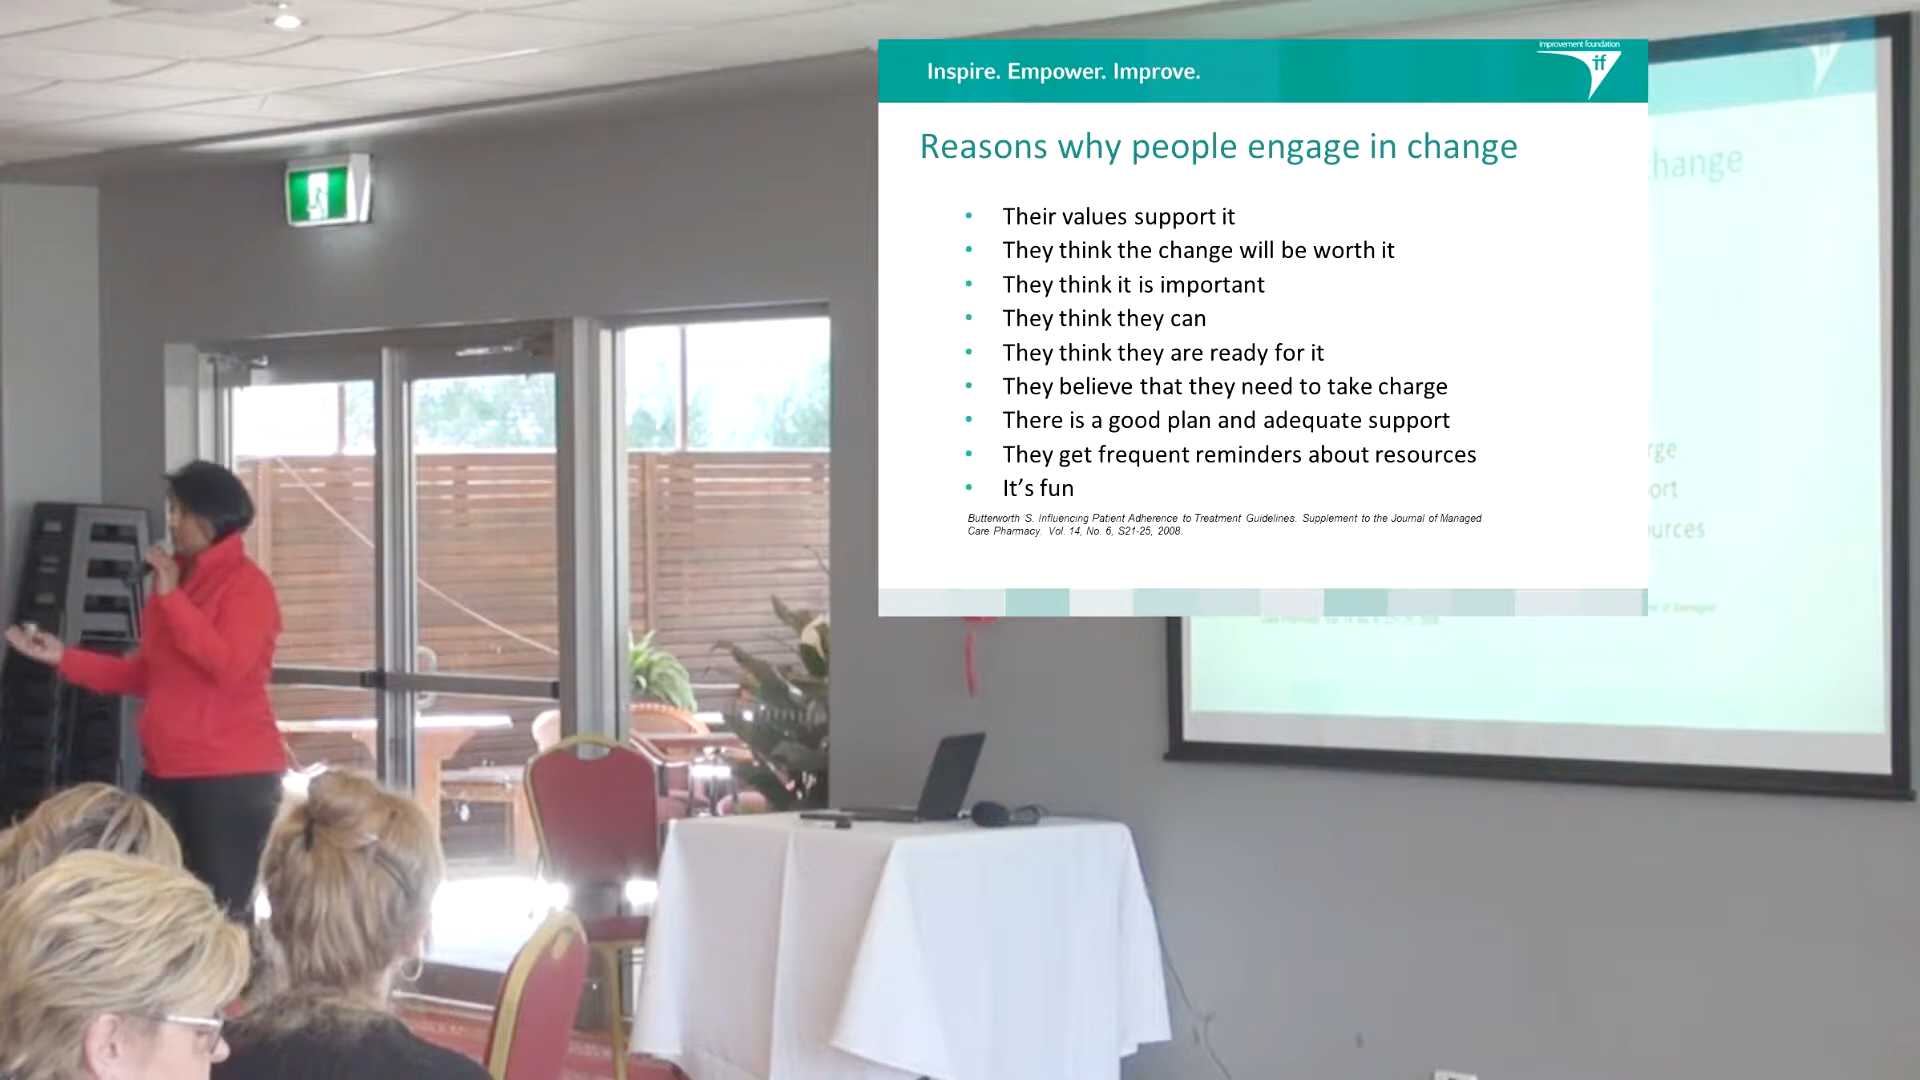 improvement foundation
if
Inspire. Empower. Improve.
Reasons why people engage in change
• Their values support it
• They think the change will be worth it
• They think it is important
• They think they can
• They think they are ready for it
• They believe that they need to take charge
• There is a good plan and adequate support
• They get frequent reminders about resources
• It's fun
Butterworth S. Influencing Patient Adherence to Treatment Guidelines. Supplement to the Journal of Managed
Care Pharmacy. Vol. 14, No. 6, S21-25, 2008.
change
rge
ort
urces